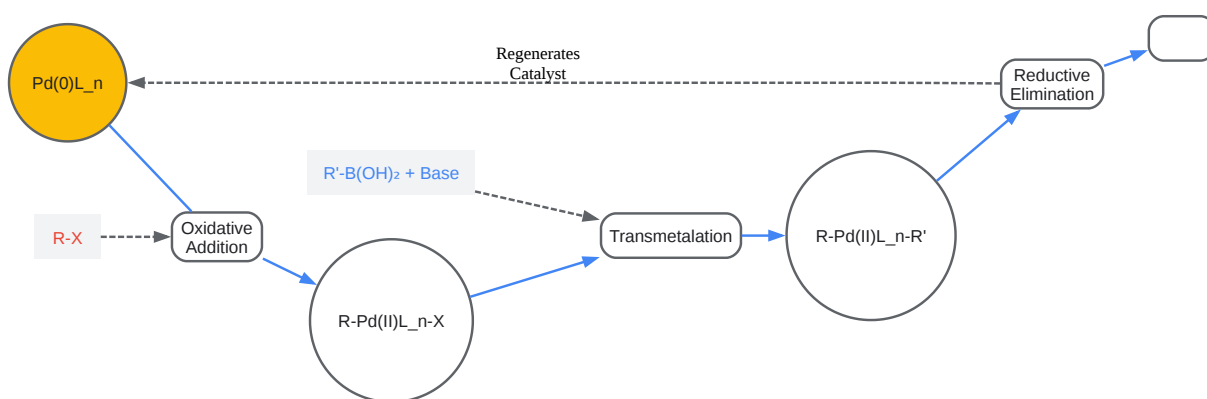 Regenerates
Catalyst
Pd(0)L_n
Reductive
Elimination
R'-B(OH)₂ + Base
R-X
Oxidative
Addition
Transmetalation
R-Pd(II)L_n-R'
R-Pd(II)L_n-X